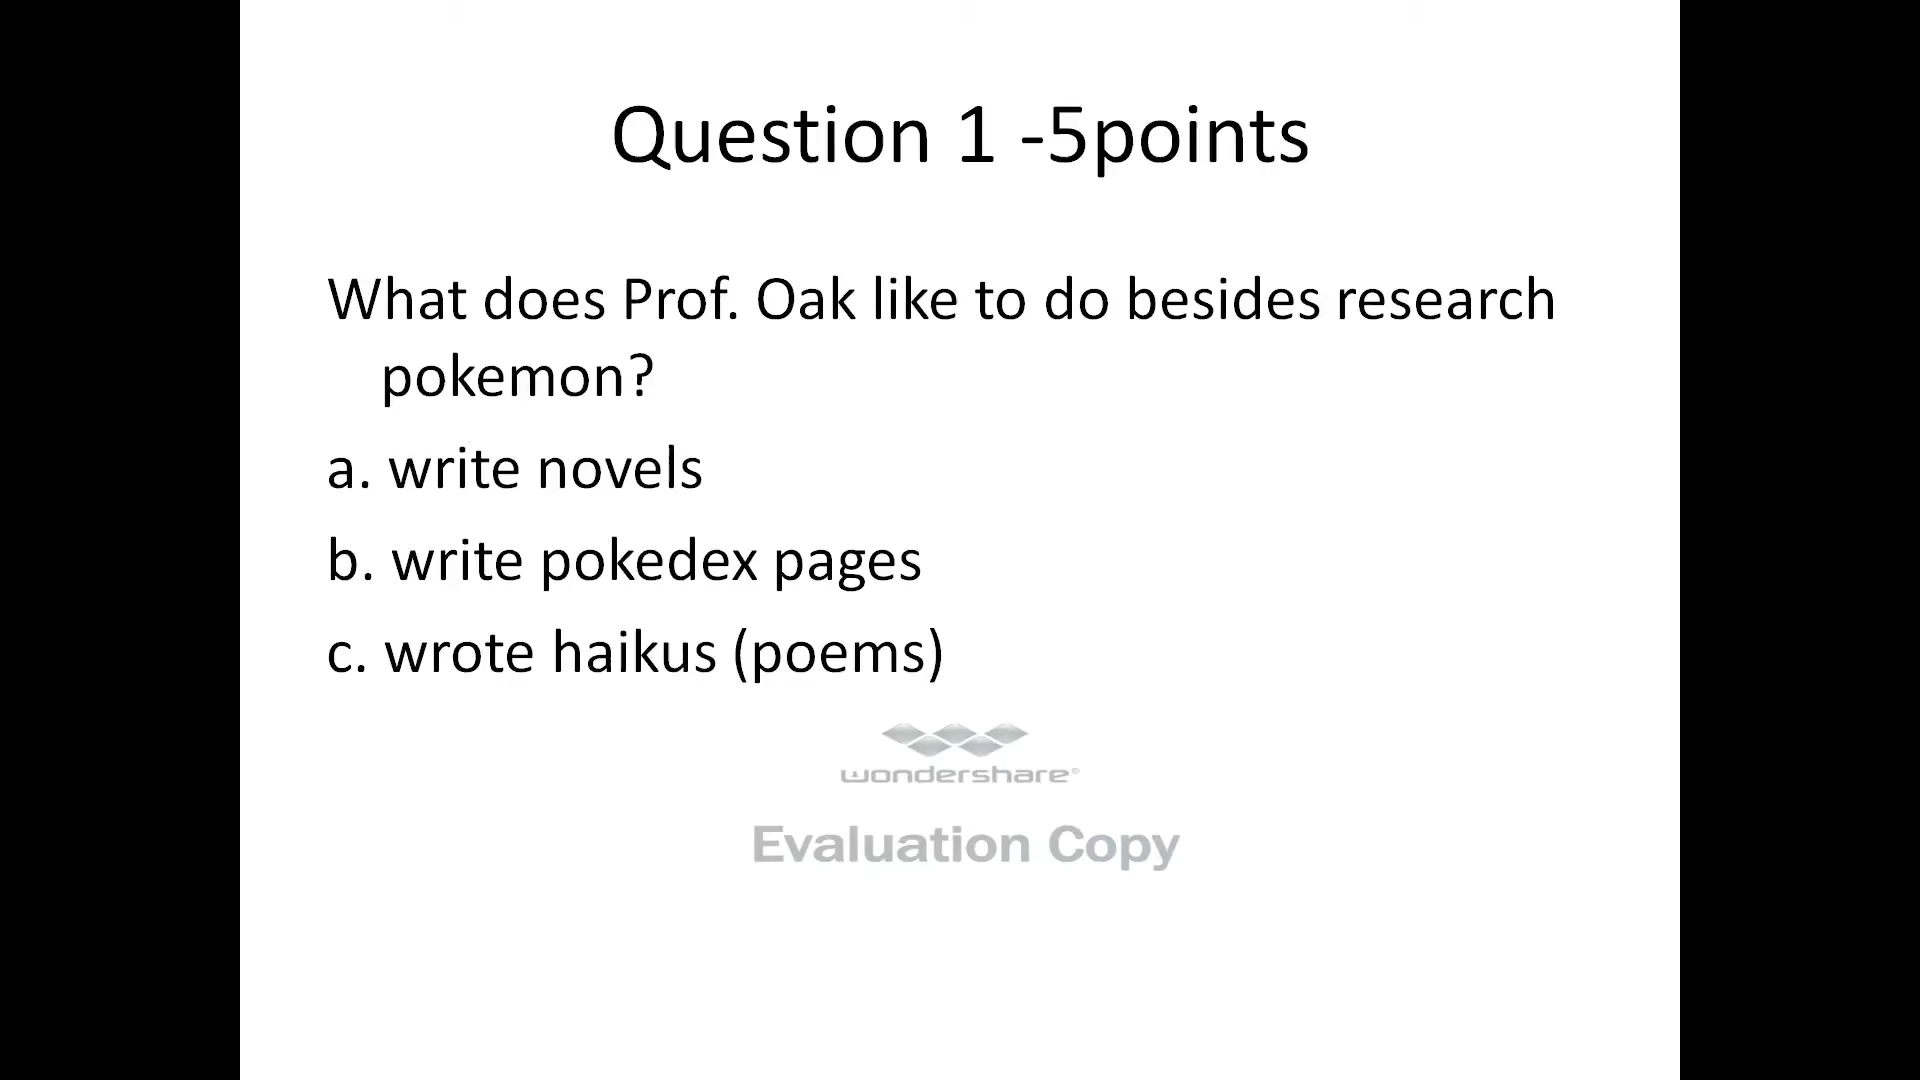 Question 1 -5points
What does Prof. Oak like to do besides research
pokemon?
a. write novels
b. write pokedex pages
c. wrote haikus (poems)
wondershare®
Evaluation Copy